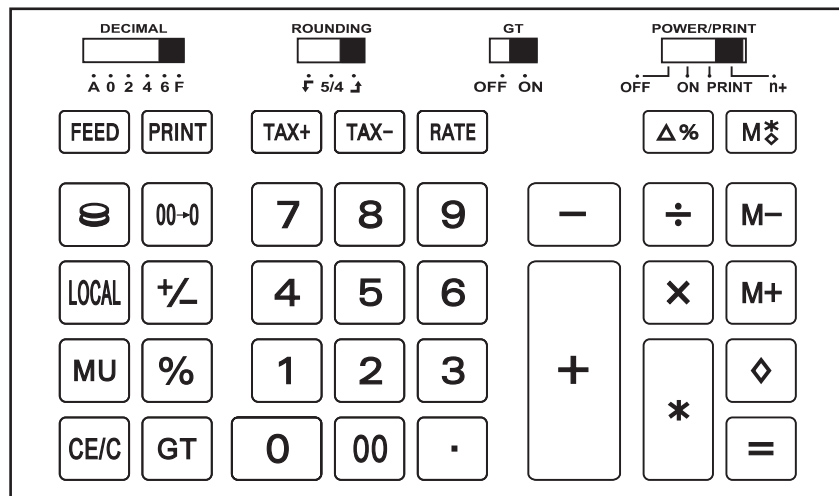 DECIMAL ROUNDING GT POWER/PRINT
A 0 2 4 6 F 5/4 OFF ON OFF ON PRINT n+
FEED PRINT TAX+ TAX− RATE △% M*◇
00→0 7 8 9 − ÷ M−
LOCAL +/− 4 5 6 × M+
MU % 1 2 3 + ◇
CE/C GT 0 00 . * =